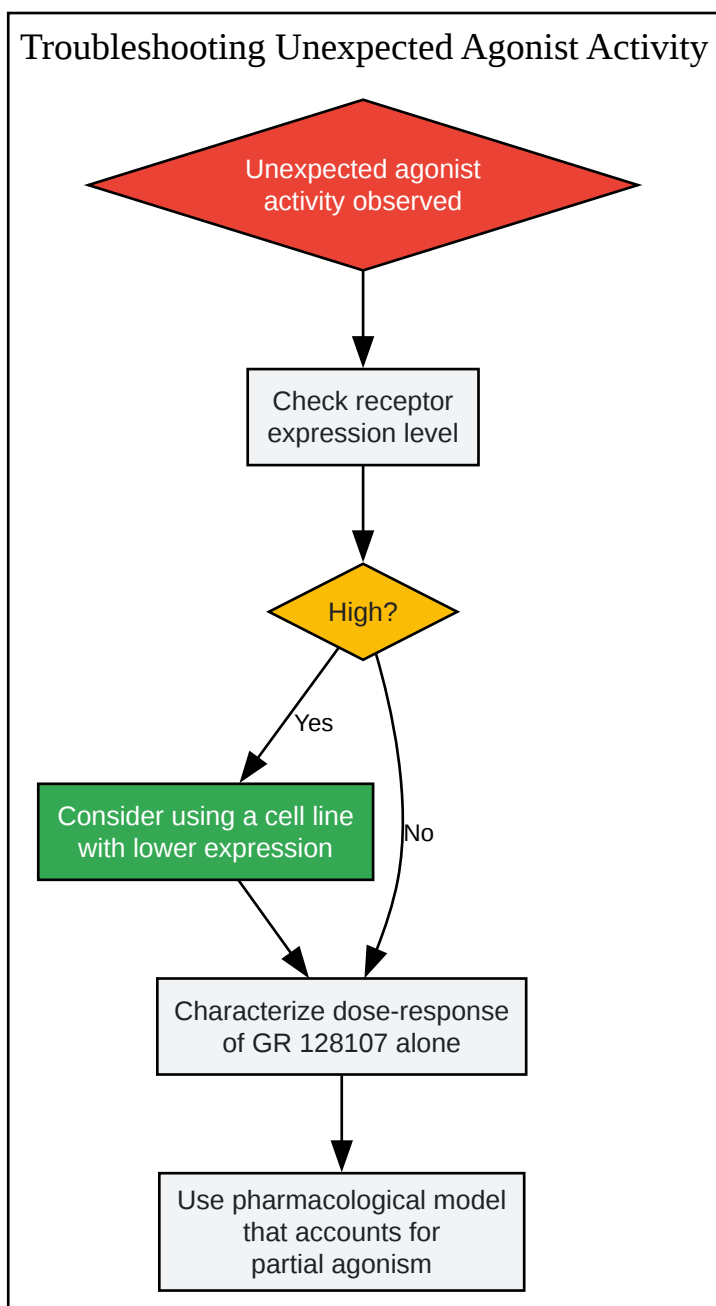 Troubleshooting Unexpected Agonist Activity
Unexpected agonist
activity observed
Check receptor
expression level
High?
Yes
Consider using a cell line
with lower expression
No
Characterize dose-response
of GR 128107 alone
Use pharmacological model
that accounts for
partial agonism